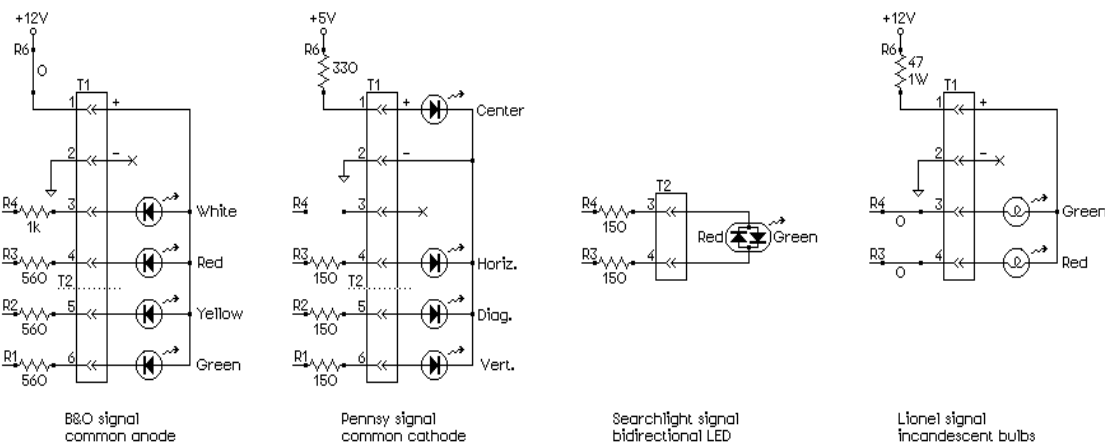 +12V
R6
0
T1
1
+
2
-
R4
1k
3
White
R3
560
4
Red
T2
R2
560
5
Yellow
R1
560
6
Green
B&O signal
common anode
+5V
R6
330
T1
1
+
Center
2
-
R4
3
R3
150
4
Horiz.
T2
R2
150
5
Diag.
R1
150
6
Vert.
Pennsy signal
common cathode
T2
R4
150
3
Red
Green
R3
150
4
Searchlight signal
bidirectional LED
+12V
R6
47
1W
T1
1
+
2
-
R4
0
3
Green
R3
0
4
Red
Lionel signal
incandescent bulbs